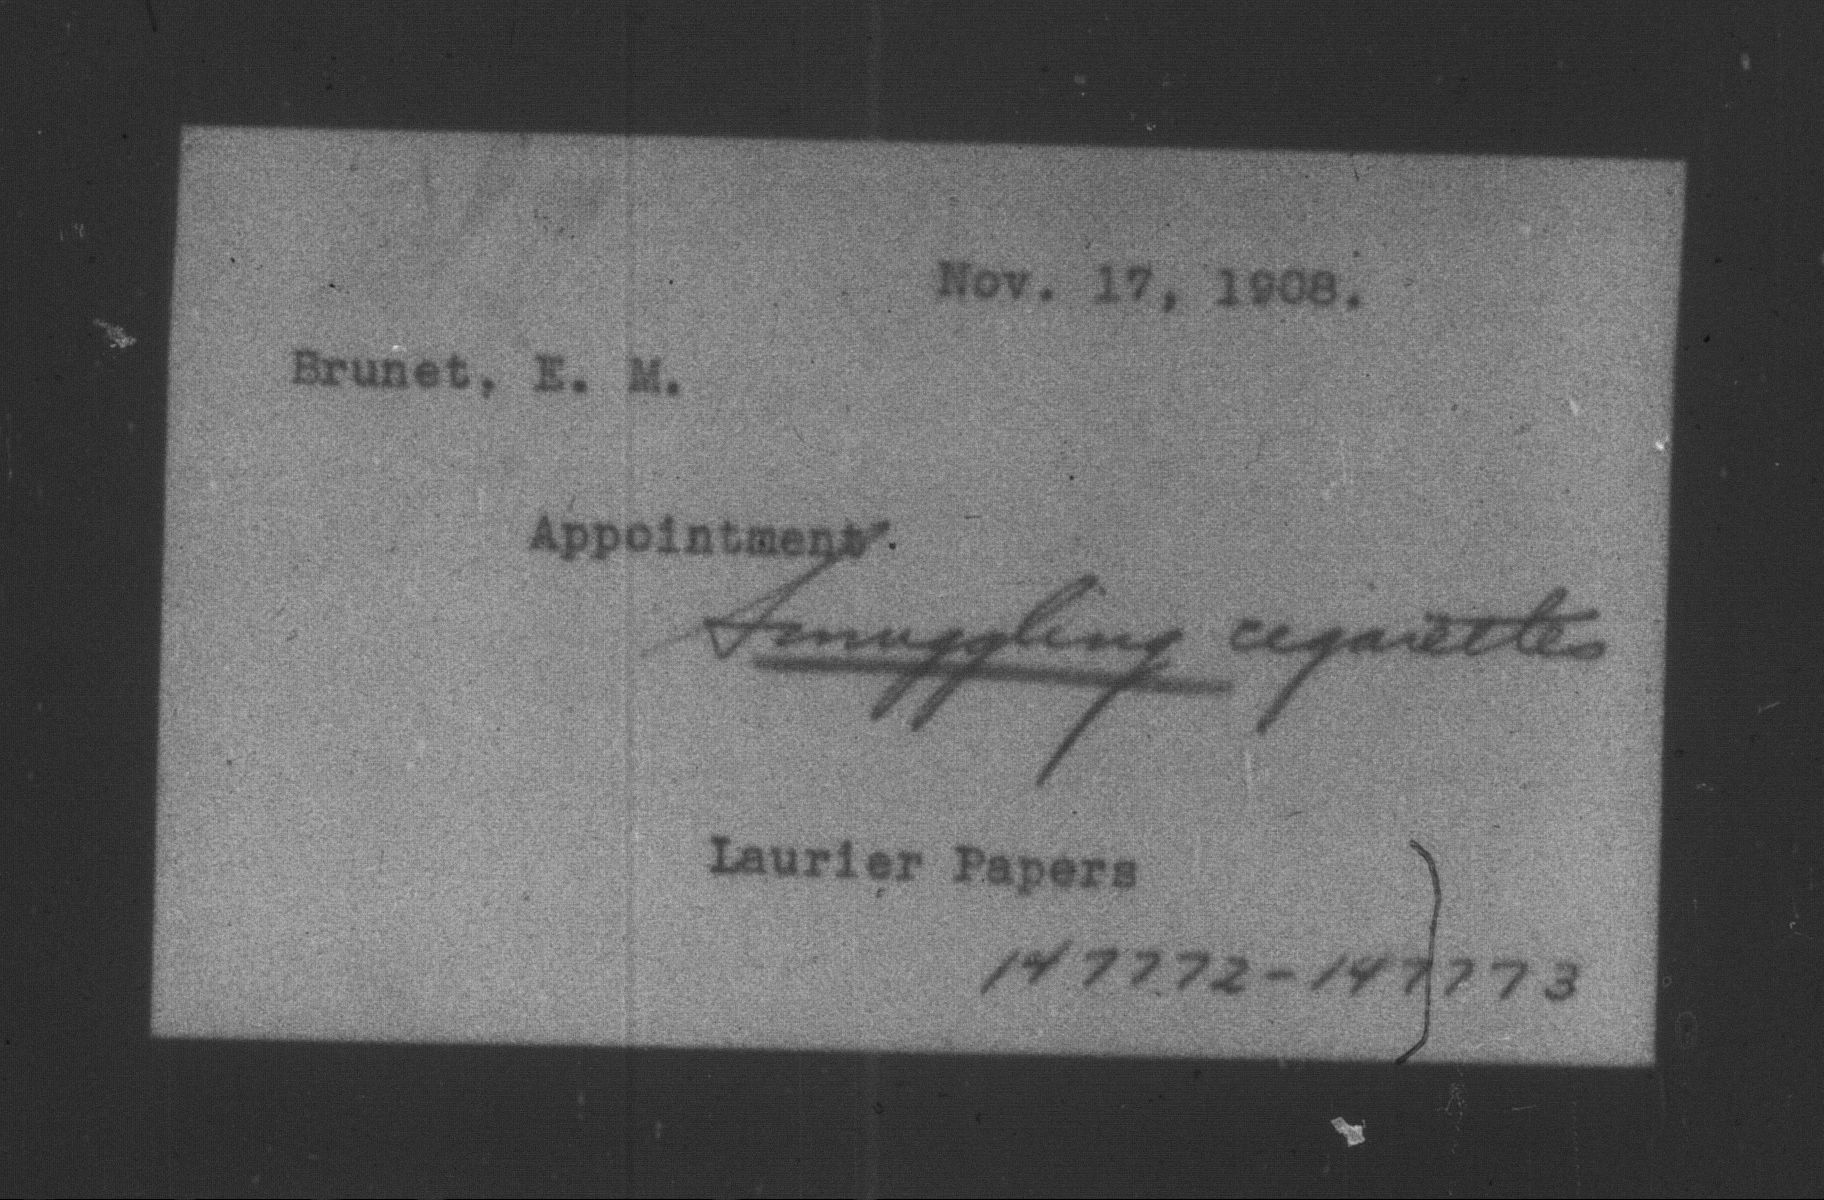 Nov. 17, 1908.
Brunet, E. M.
Appointment.
Smuggling cigarettes
Laurier Papers
147772-147773